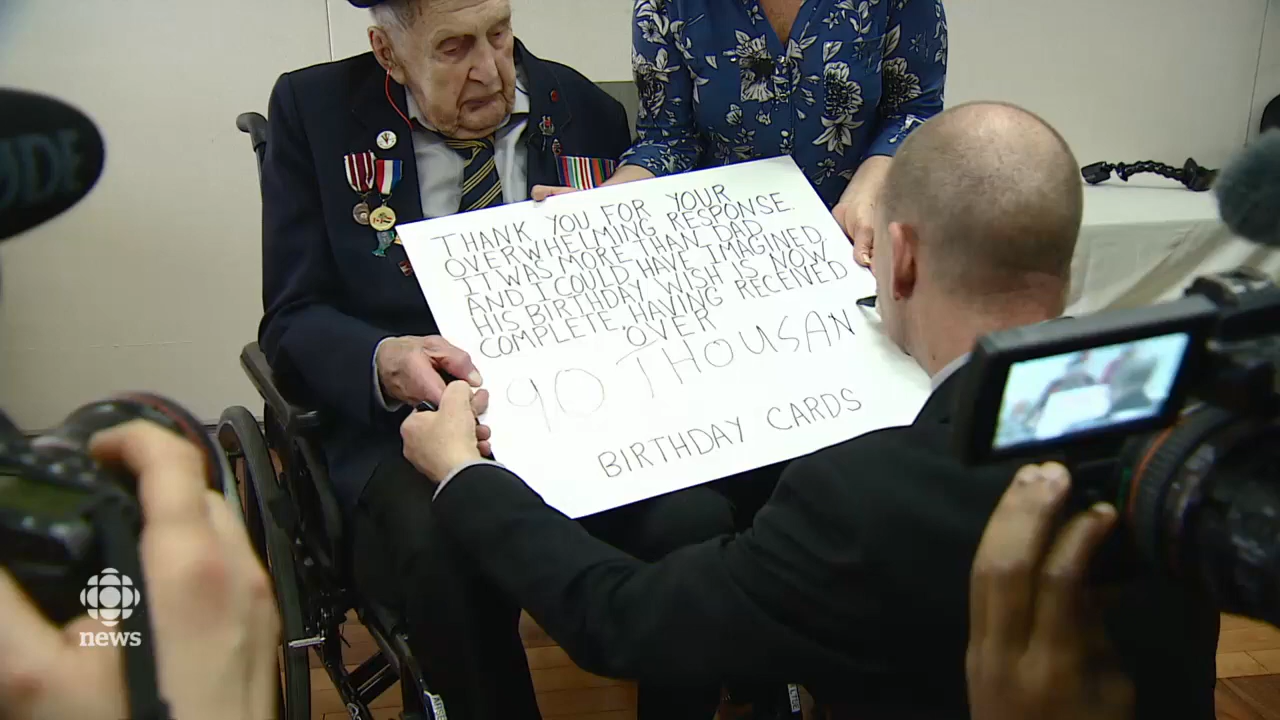 THANK YOU FOR YOUR
OVERWHELMING RESPONSE.
IT WAS MORE THAN DAD
AND I COULD HAVE IMAGINED
HIS BIRTHDAY WISH IS NOW
COMPLETE, HAVING RECEIVED
OVER
90 THOUSAN
BIRTHDAY CARDS
news